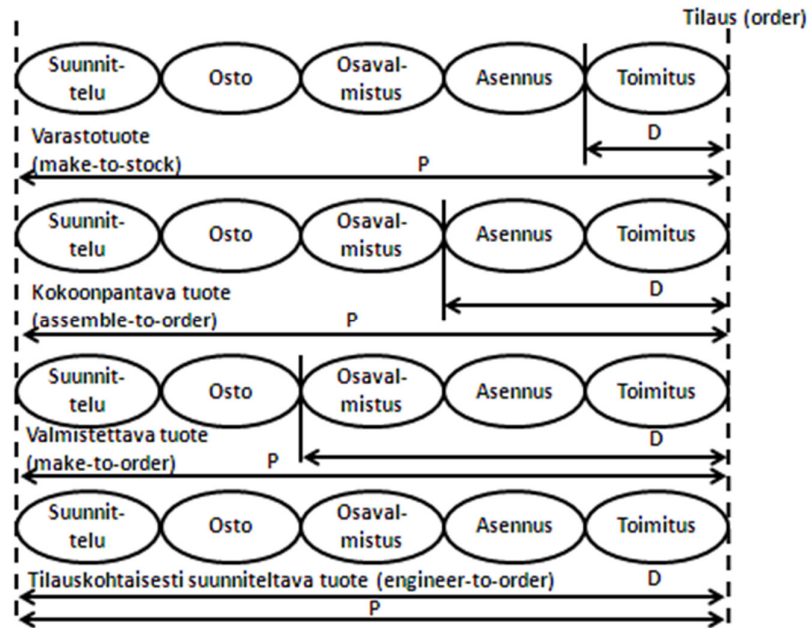 Tilaus (order)
Suunnit-
telu
Osto
Osaval-
mistus
Asennus
Toimitus
D
Varastotuote
(make-to-stock)
P
Suunnit-
telu
Osto
Osaval-
mistus
Asennus
Toimitus
Kokoonpantava tuote
D
(assemble-to-order)
P
Suunnit-
telu
Osto
Osaval-
mistus
Asennus
Toimitus
Valmistettava tuote
D
(make-to-order)
P
Suunnit-
telu
Osto
Osaval-
mistus
Asennus
Toimitus
Tilauskohtaisesti suunniteltava tuote (engineer-to-order)
D
P